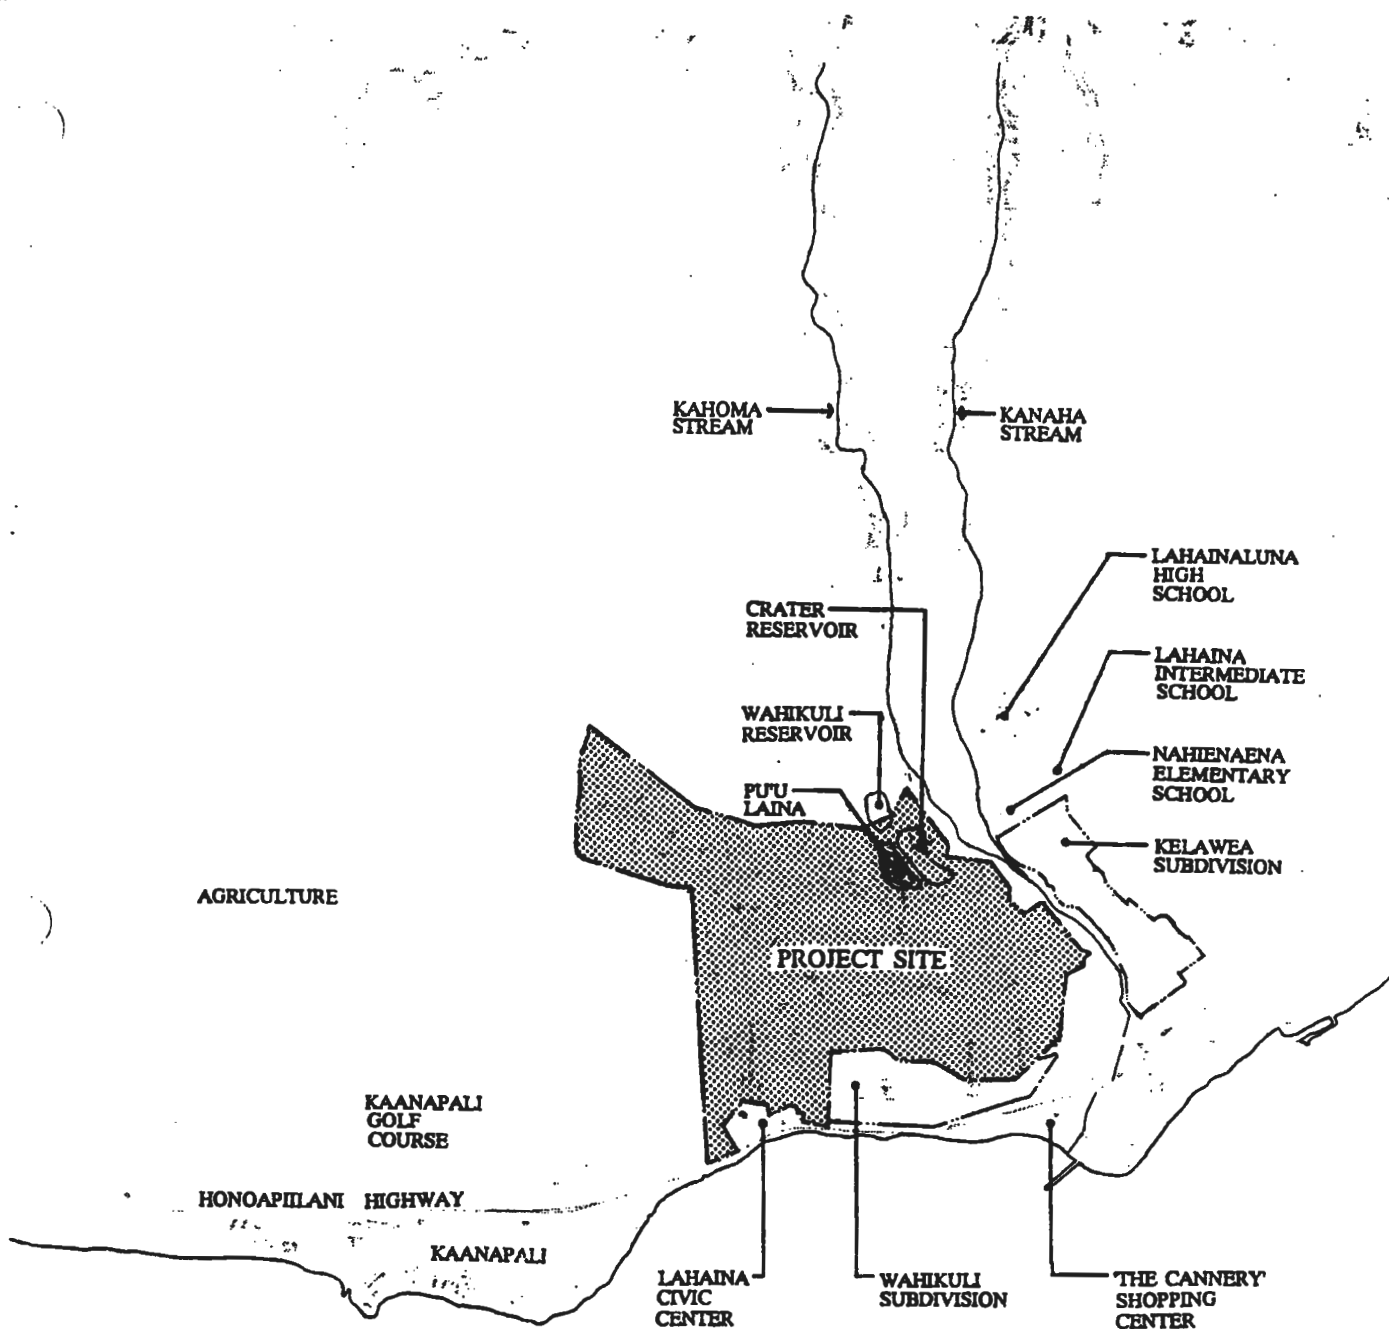 KAHOMA
STREAM
KANAHA
STREAM
LAHAINALUNA
HIGH
SCHOOL
CRATER
RESERVOIR
LAHAINA
INTERMEDIATE
SCHOOL
WAHIKULI
RESERVOIR
NAHIENAENA
ELEMENTARY
SCHOOL
PU'U
LAINA
KELAWEA
SUBDIVISION
AGRICULTURE
PROJECT SITE
KAANAPALI
GOLF
COURSE
HONOAPIILANI HIGHWAY
KAANAPALI
LAHAINA
CIVIC
CENTER
WAHIKULI
SUBDIVISION
THE CANNERY
SHOPPING
CENTER